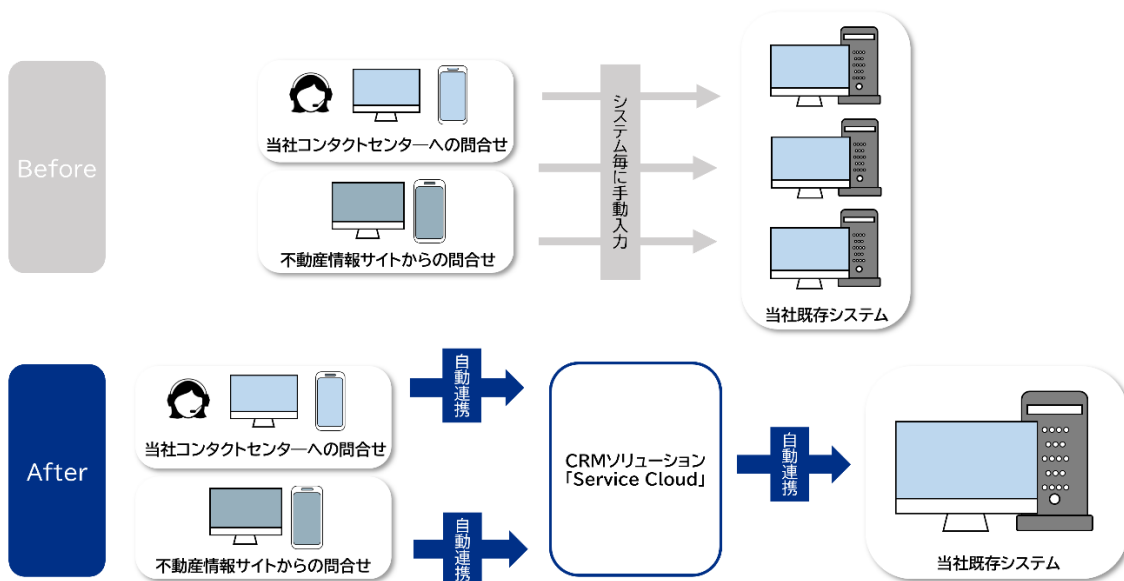 Before
当社コンタクトセンターへの問合せ
不動産情報サイトからの問合せ
システム毎に手動入力
当社既存システム
After
当社コンタクトセンターへの問合せ
不動産情報サイトからの問合せ
自動連携
自動連携
CRMソリューション
「Service Cloud」
自動連携
当社既存システム